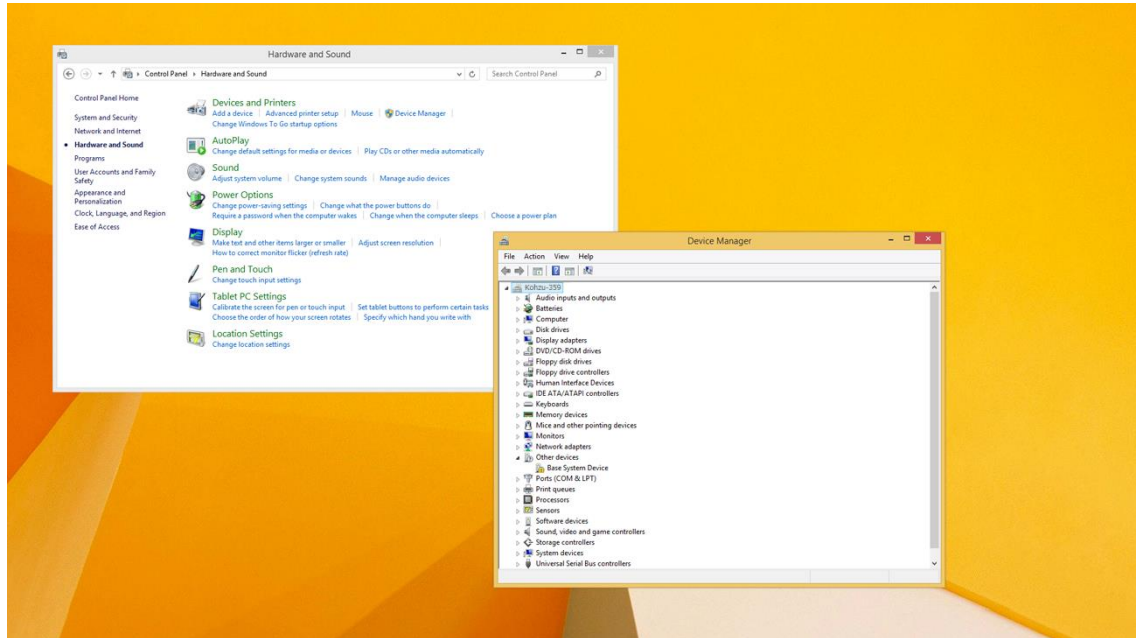 Hardware and Sound
Control Panel
Hardware and Sound
Search Control Panel
Control Panel Home
System and Security
Network and Internet
Hardware and Sound
Programs
User Accounts and Family
Safety
Appearance and
Personalization
Clock, Language, and Region
Ease of Access
Devices and Printers
Add a device
Advanced printer setup
Mouse
Device Manager
Change Windows To Go startup options
AutoPlay
Change default settings for media or devices
Play CDs or other media automatically
Sound
Adjust system volume
Change system sounds
Manage audio devices
Power Options
Change power-saving settings
Change what the power buttons do
Require a password when the computer wakes
Change when the computer sleeps
Choose a power plan
Display
Make text and other items larger or smaller
Adjust screen resolution
How to correct monitor flicker (refresh rate)
Pen and Touch
Change touch input settings
Tablet PC Settings
Calibrate the screen for pen or touch input
Set tablet buttons to perform certain tasks
Choose the order of how your screen rotates
Specify which hand you write with
Location Settings
Change location settings
Device Manager
File Action View Help
Kohzu-359
Audio inputs and outputs
Batteries
Computer
Disk drives
Display adapters
DVD/CD-ROM drives
Floppy disk drives
Floppy drive controllers
Human Interface Devices
IDE ATA/ATAPI controllers
Keyboards
Memory devices
Mice and other pointing devices
Monitors
Network adapters
Other devices
Base System Device
Ports (COM & LPT)
Print queues
Processors
Sensors
Software devices
Sound, video and game controllers
Storage controllers
System devices
Universal Serial Bus controllers